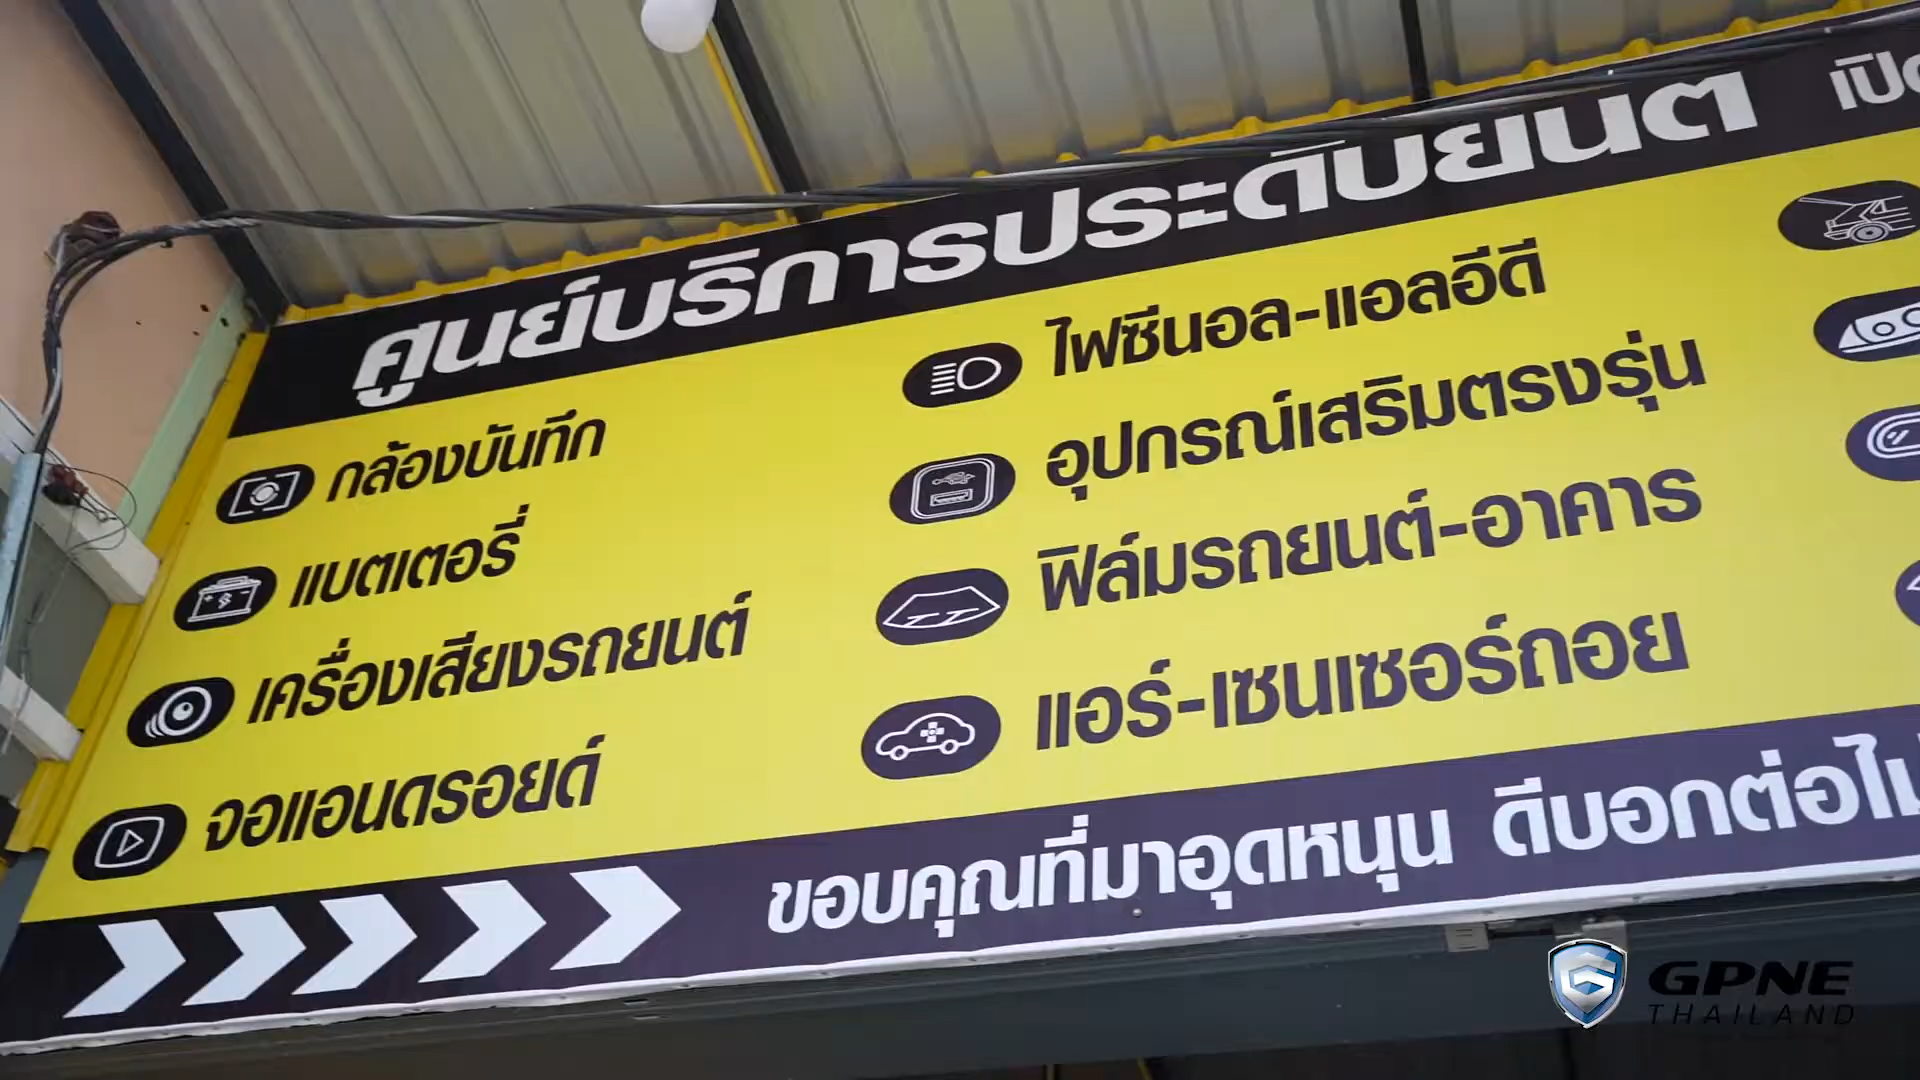 ศูนย์บริการประดับยนต์
กล้องบันทึก
แบตเตอรี่
เครื่องเสียงรถยนต์
จอแอนดรอยด์
ไฟซีนอล-แอลอีดี
อุปกรณ์เสริมตรงรุ่น
ฟิล์มรถยนต์-อาคาร
แอร์-เซนเซอร์ถอย
ขอบคุณที่มาอุดหนุน ดีบอกต่อ
GPNE
THAILAND